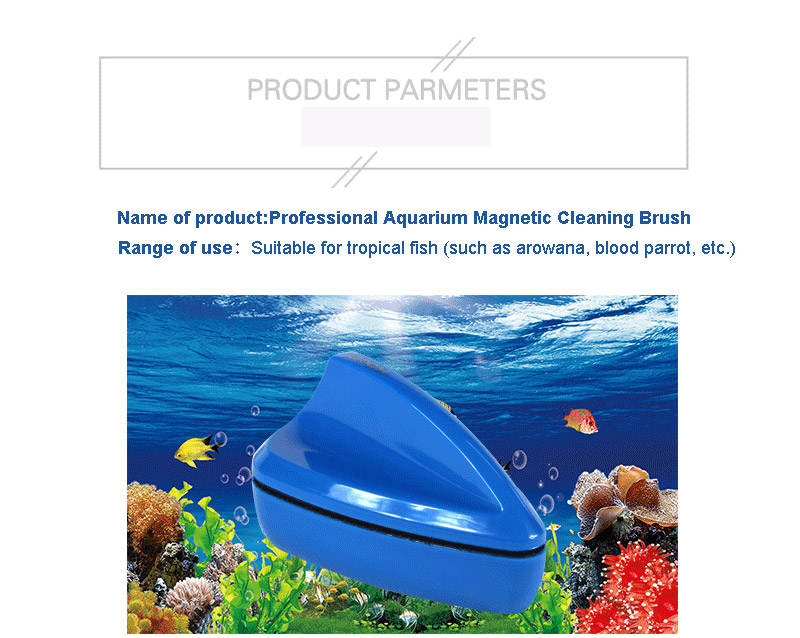 PRODUCT PARMETERS
Name of product:Professional Aquarium Magnetic Cleaning Brush
Range of use： Suitable for tropical fish (such as arowana, blood parrot, etc.)